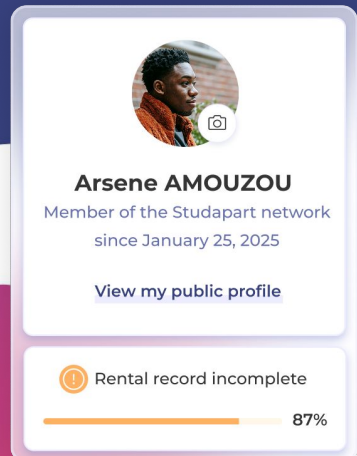 Arsene AMOUZOU
Member of the Studapart network
since January 25, 2025
View my public profile
! Rental record incomplete
87%